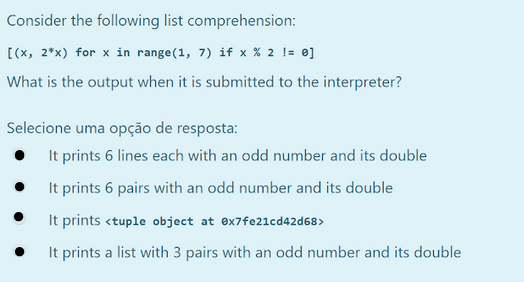 Consider the following list comprehension:
[(x, 2*x) for x in range(1, 7) if x % 2 != 0]
What is the output when it is submitted to the interpreter?
Selecione uma opção de resposta:
It prints 6 lines each with an odd number and its double
It prints 6 pairs with an odd number and its double
It prints <tuple object at 0x7fe21cd42d68>
It prints a list with 3 pairs with an odd number and its double